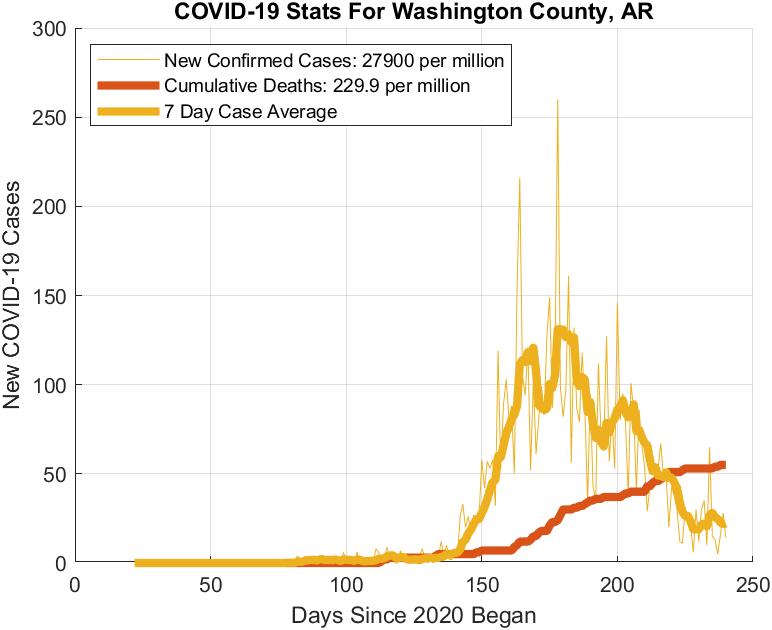 COVID-19 Stats For Washington County, AR
300
New Confirmed Cases: 27900 per million
Cumulative Deaths: 229.9 per million
7 Day Case Average
250
200
150
100
50
0
New COVID-19 Cases
0 50 100 150 200 250
Days Since 2020 Began